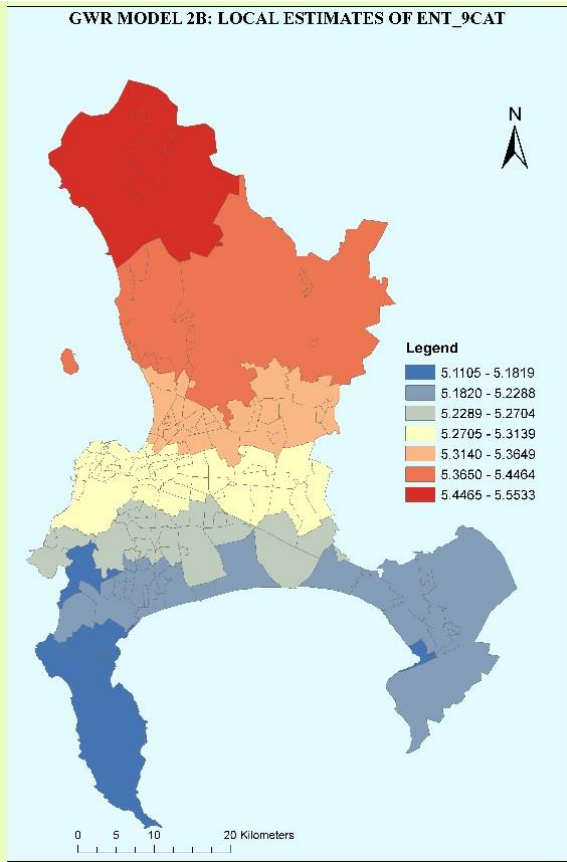 GWR MODEL 2B: LOCAL ESTIMATES OF ENT_9CAT
N
Legend
5.1105 - 5.1819
5.1820 - 5.2288
5.2289 - 5.2704
5.2705 - 5.3139
5.3140 - 5.3649
5.3650 - 5.4464
5.4465 - 5.5533
0 5 10 20 Kilometers